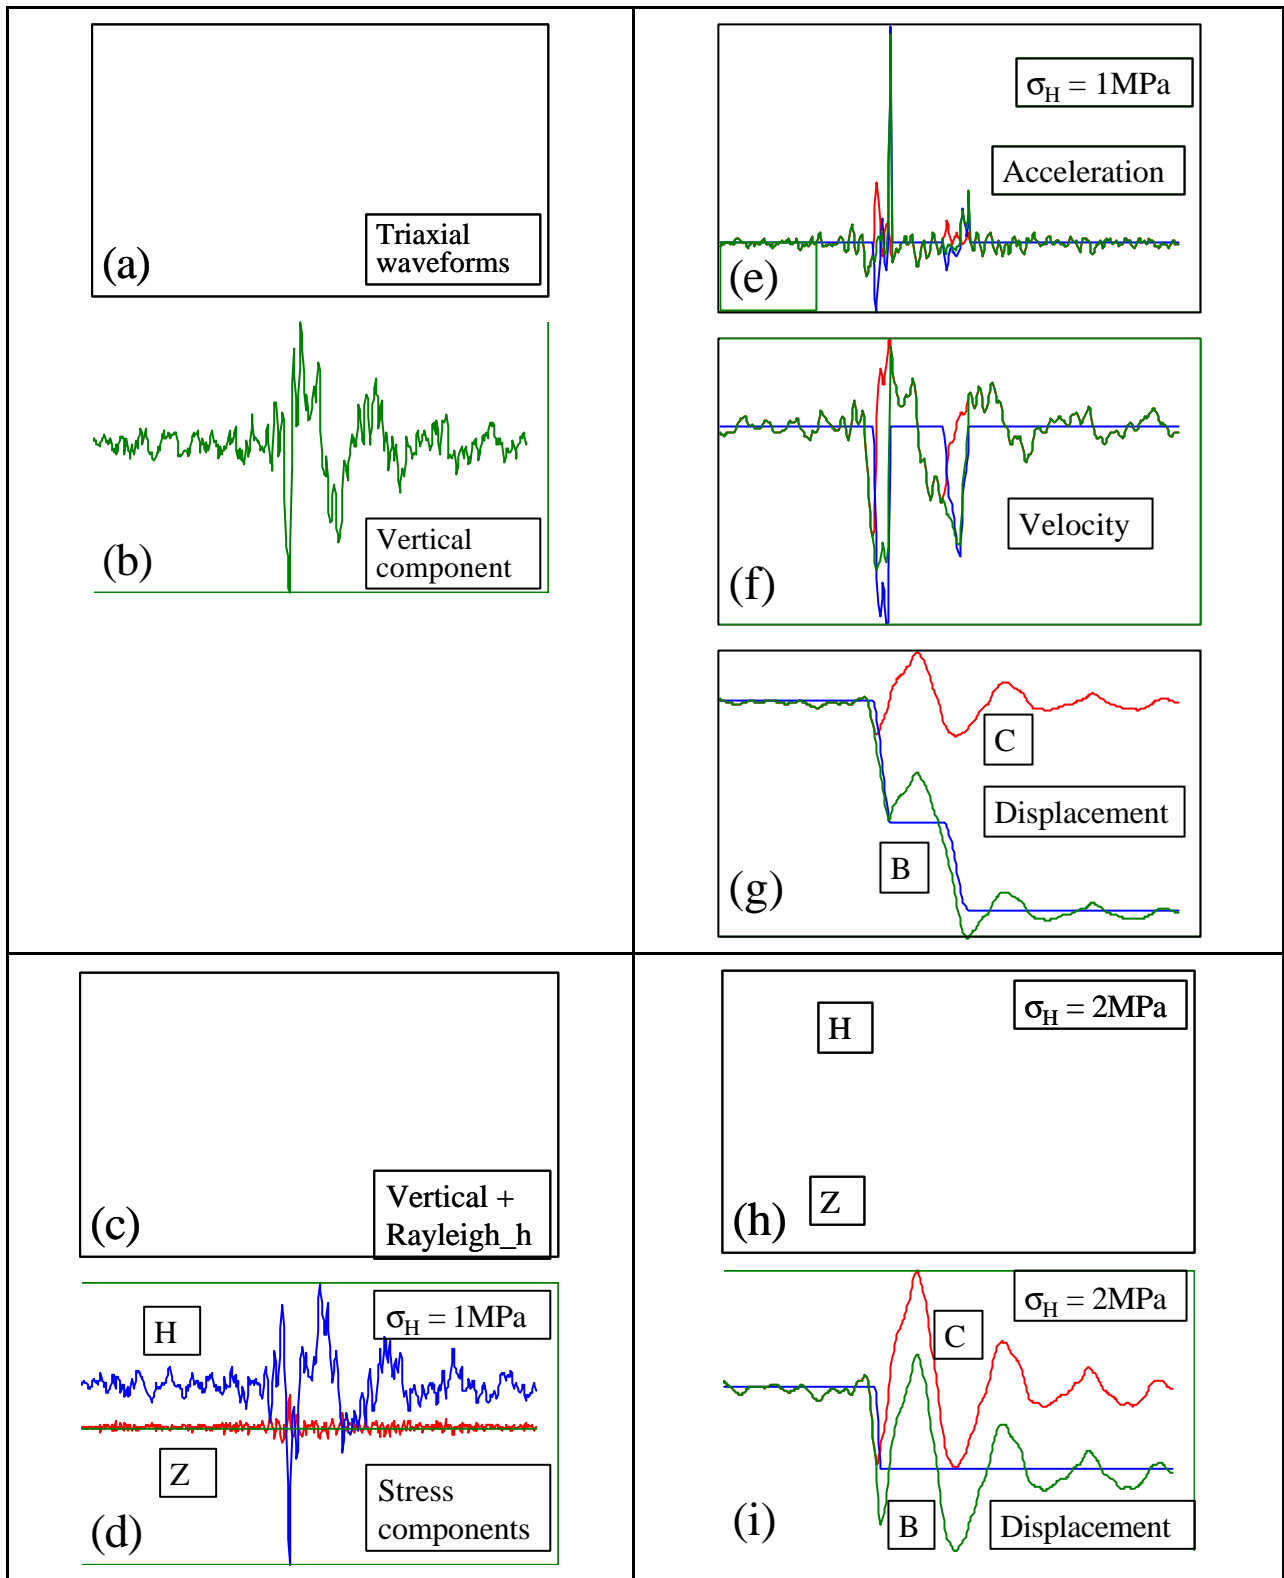 (a)
Triaxial
waveforms
(b)
Vertical
component
σH = 1MPa
Acceleration
(e)
Velocity
(f)
C
Displacement
B
(g)
(c)
Vertical +
Rayleigh_h
H
σH = 1MPa
Z
Stress
components
(d)
σH = 2MPa
H
Z
(h)
σH = 2MPa
C
B
Displacement
(i)